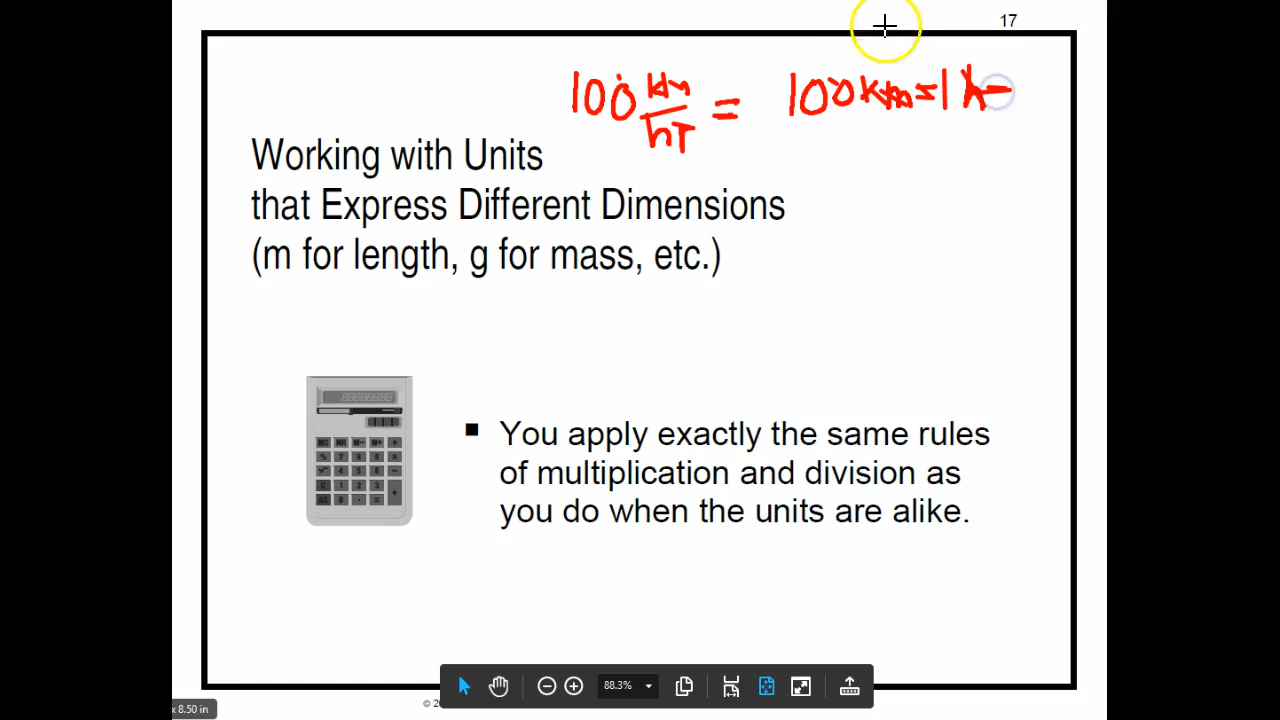 17
100 km/hr = 100km = 1 hr
Working with Units
that Express Different Dimensions
(m for length, g for mass, etc.)
▪ You apply exactly the same rules
of multiplication and division as
you do when the units are alike.
88.3%
x 8.50 in